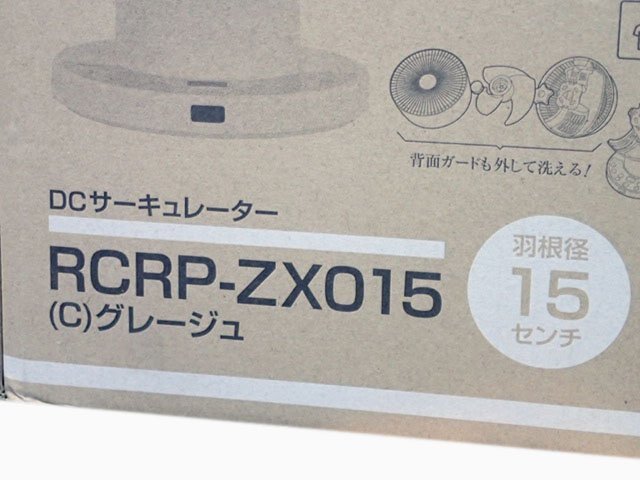 背面ガードも外して洗える!
DCサーキュレーター
RCRP-ZX015
(C)グレージュ
羽根径
15
センチ